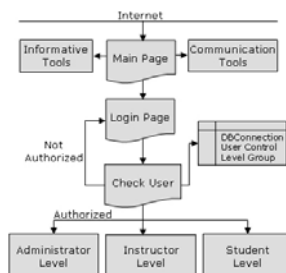 Internet
Informative
Tools
Main Page
Communication
Tools
Login Page
Not
Authorized
DBConnection
User Control
Level Group
Check User
Authorized
Administrator
Level
Instructor
Level
Student
Level